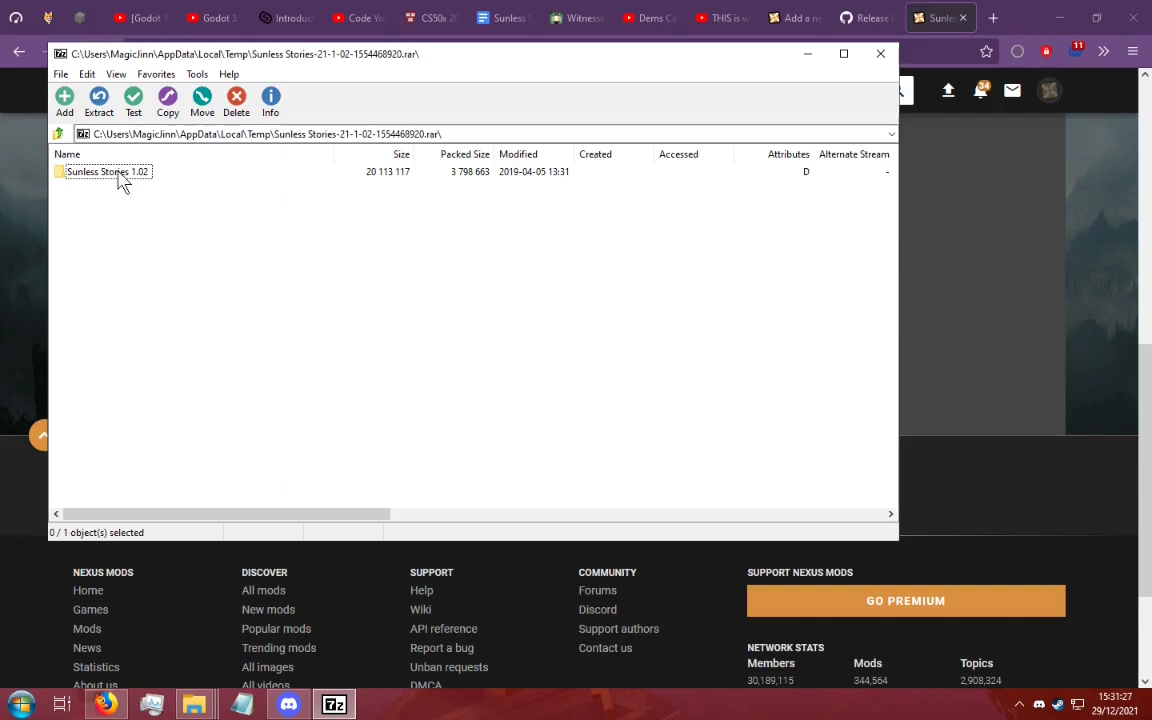 [Godot
Godot 3
Introduc
Code Yo
CS50x 20
Sunless S
Witnesse
Dems Ca
THIS is w
Add a ne
Release
Sunle
C:\Users\MagicJinn\AppData\Local\Temp\Sunless Stories-21-1-02-1554468920.rar\
11
File Edit View Favorites Tools Help
34
Add Extract Test Copy Move Delete Info
C:\Users\MagicJinn\AppData\Local\Temp\Sunless Stories-21-1-02-1554468920.rar\
Name Size Packed Size Modified Created Accessed Attributes Alternate Stream
Sunless Stories 1.02 20 113 117 3 798 663 2019-04-05 13:31 D -
0 / 1 object(s) selected
NEXUS MODS DISCOVER SUPPORT COMMUNITY SUPPORT NEXUS MODS
Home All mods Help Forums
GO PREMIUM
Games New mods Wiki Discord
Mods Popular mods API reference Support authors
News Trending mods Report a bug Contact us
NETWORK STATS
Statistics All images Unban requests
Members Mods Topics
About us All videos DMCA
30,189,115 344,564 2,908,324
7z
15:31:27
29/12/2021